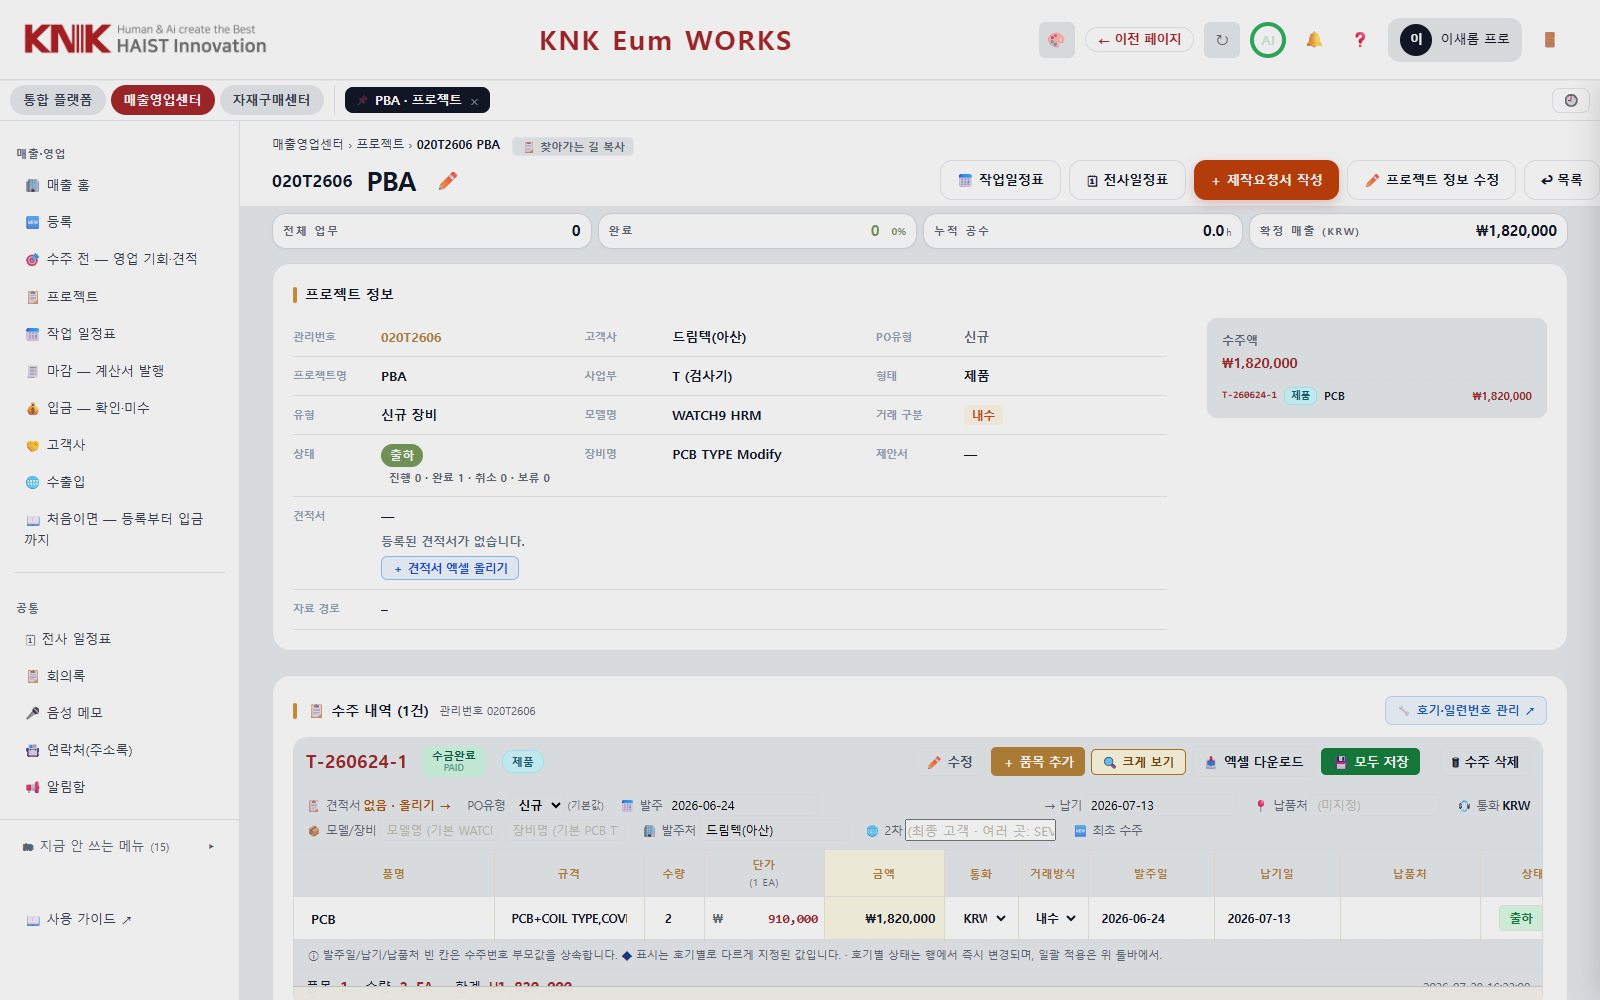 KNK Human & Ai create the Best
HAIST Innovation
KNK Eum WORKS
← 이전 페이지
↻
AI
이 이새롬 프로
통합 플랫폼
매출영업센터
자재구매센터
PBA · 프로젝트 ×
매출·영업
매출 홈
등록
수주 전 — 영업 기회·견적
프로젝트
작업 일정표
마감 — 계산서 발행
입금 — 확인·미수
고객사
수출입
처음이면 — 등록부터 입금까지
공통
전사 일정표
회의록
음성 메모
연락처(주소록)
알림함
지금 안 쓰는 메뉴 (15) ▸
사용 가이드 ↗
매출영업센터 › 프로젝트 › 020T2606 PBA
찾아가는 길 복사
020T2606 PBA
작업일정표
전사일정표
+ 제작요청서 작성
프로젝트 정보 수정
↩ 목록
전체 업무 0
완료 0 0%
누적 공수 0.0h
확정 매출 (KRW) ₩1,820,000
프로젝트 정보
관리번호 020T2606 고객사 드림텍(아산) PO유형 신규
프로젝트명 PBA 사업부 T (검사기) 형태 제품
유형 신규 장비 모델명 WATCH9 HRM 거래 구분 내수
상태 출하 장비명 PCB TYPE Modify 제안서 —
진행 0 · 완료 1 · 취소 0 · 보류 0
견적서 —
등록된 견적서가 없습니다.
+ 견적서 엑셀 올리기
자료 경로 –
수주액
₩1,820,000
T-260624-1 제품 PCB ₩1,820,000
수주 내역 (1건) 관리번호 020T2606
호기·일련번호 관리 ↗
T-260624-1 수금완료 PAID 제품
수정
+ 품목 추가
크게 보기
엑셀 다운로드
모두 저장
수주 삭제
견적서 없음 · 올리기 → PO유형 신규 (기본값) 발주 2026-06-24 → 납기 2026-07-13 납품처 (미지정) 통화 KRW
모델/장비 모델명 (기본 WATCI 장비명 (기본 PCB T 발주처 드림텍(아산) 2차 (최종 고객 · 여러 곳: SEV 최초 수주
품명 규격 수량 단가 (1 EA) 금액 통화 거래방식 발주일 납기일 납품처 상태
PCB PCB+COIL TYPE,COVI 2 ₩ 910,000 ₩1,820,000 KRW 내수 2026-06-24 2026-07-13 출하
ⓘ 발주일/납기/납품처 빈 칸은 수주번호 부모값을 상속합니다. ◆ 표시는 호기별로 다르게 지정된 값입니다. · 호기별 상태는 행에서 즉시 변경되며, 일괄 적용은 위 툴바에서.